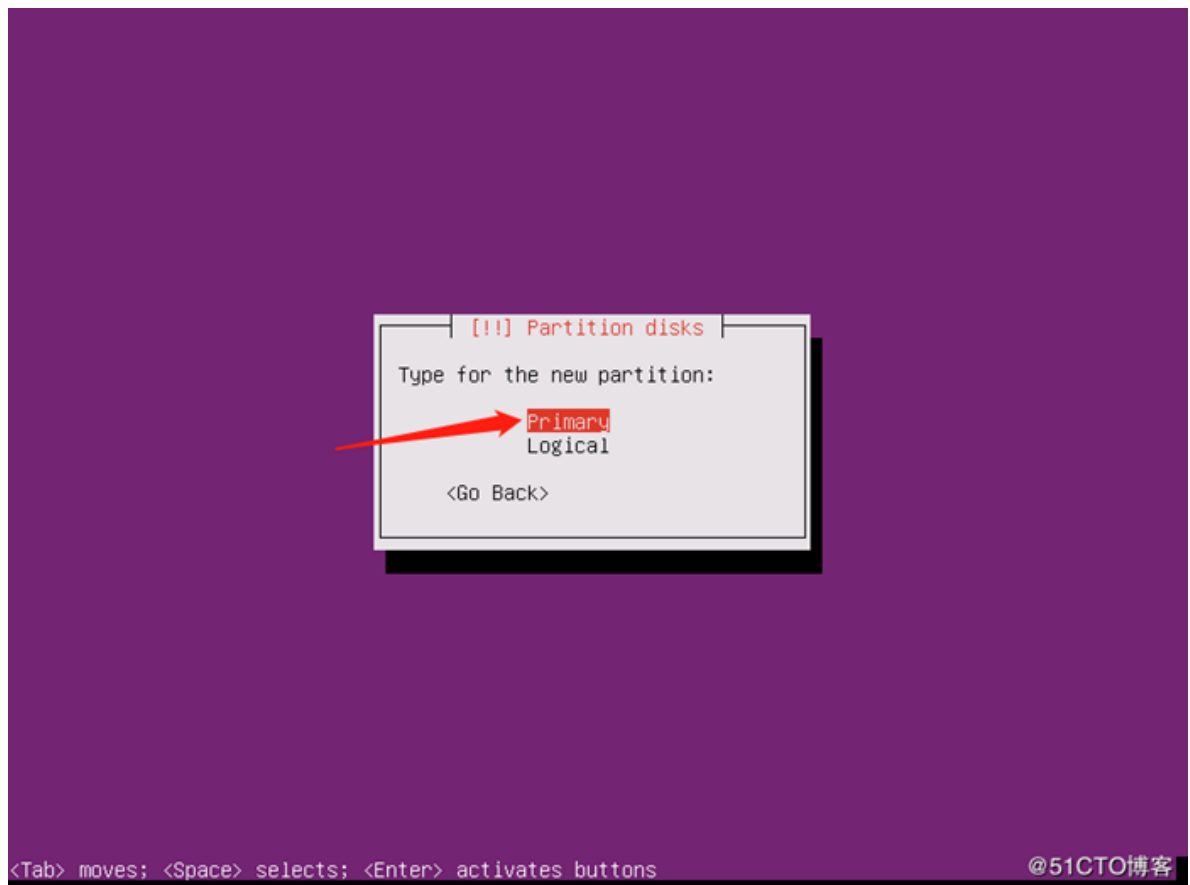 [!!] Partition disks
Type for the new partition:
Primary
Logical
<Go Back>
<Tab> moves; <Space> selects; <Enter> activates buttons
@51CTO博客